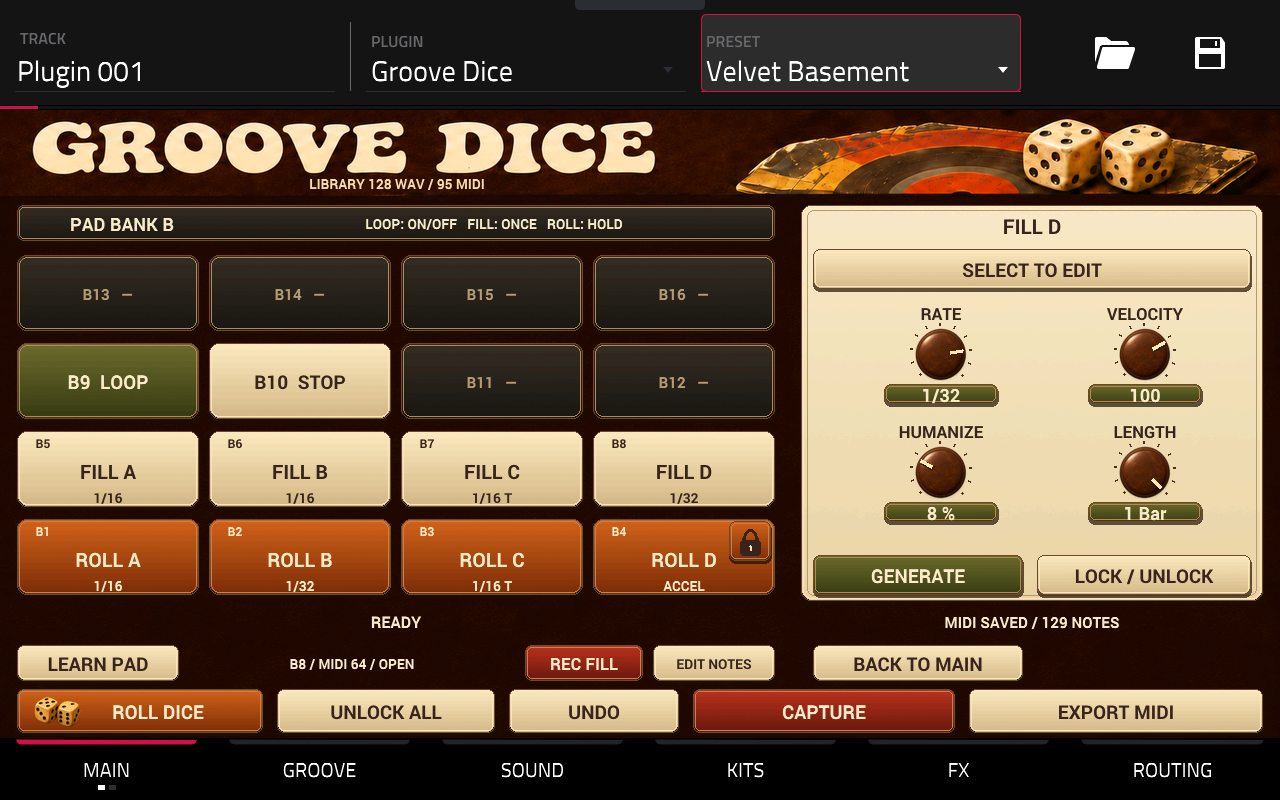 TRACK
Plugin 001
PLUGIN
Groove Dice
PRESET
Velvet Basement
GROOVE DICE
LIBRARY 128 WAV / 95 MIDI
PAD BANK B
LOOP: ON/OFF FILL: ONCE ROLL: HOLD
B13 –
B14 –
B15 –
B16 –
B9 LOOP
B10 STOP
B11 –
B12 –
B5
FILL A
1/16
B6
FILL B
1/16
B7
FILL C
1/16 T
B8
FILL D
1/32
B1
ROLL A
1/16
B2
ROLL B
1/32
B3
ROLL C
1/16 T
B4
ROLL D
1
ACCEL
FILL D
SELECT TO EDIT
RATE
1/32
VELOCITY
100
HUMANIZE
8 %
LENGTH
1 Bar
GENERATE
LOCK / UNLOCK
READY
MIDI SAVED / 129 NOTES
LEARN PAD
B8 / MIDI 64 / OPEN
REC FILL
EDIT NOTES
BACK TO MAIN
ROLL DICE
UNLOCK ALL
UNDO
CAPTURE
EXPORT MIDI
MAIN
GROOVE
SOUND
KITS
FX
ROUTING